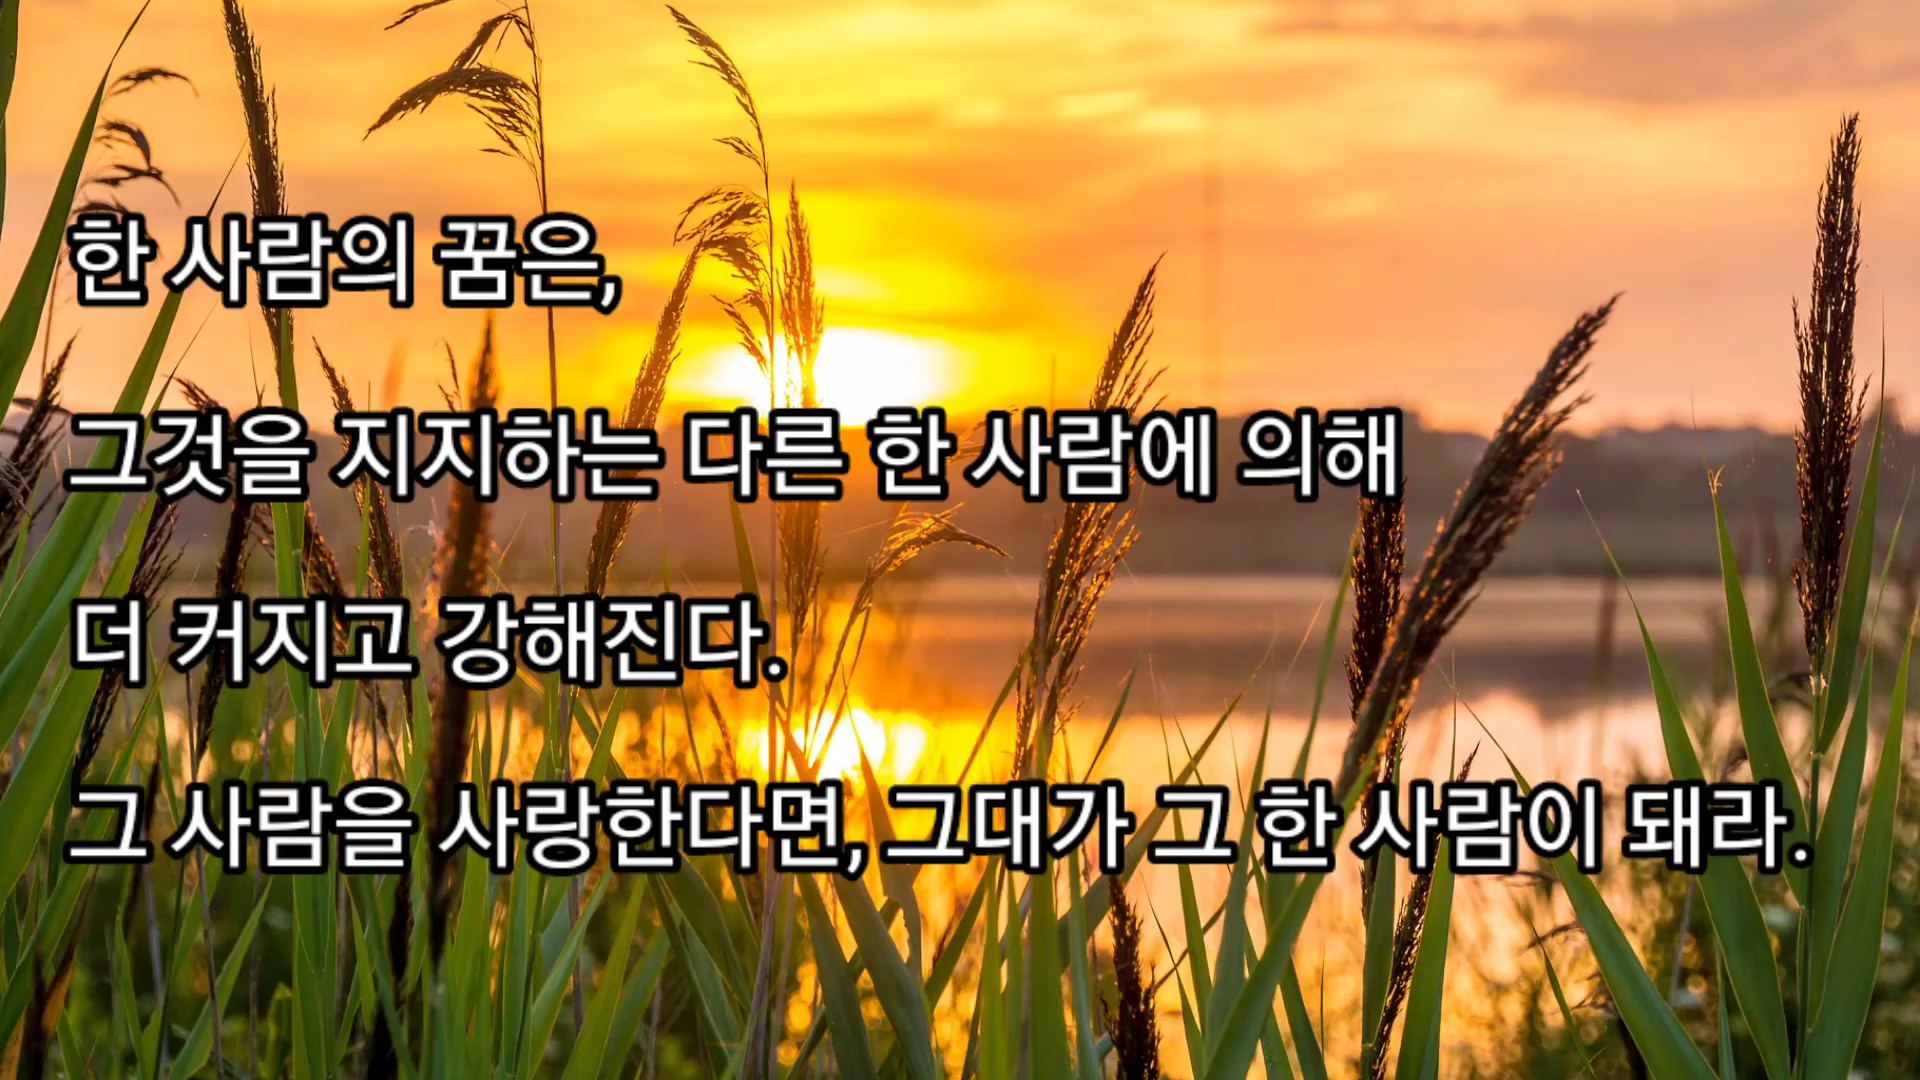 한 사람의 꿈은,
그것을 지지하는 다른 한 사람에 의해
더 커지고 강해진다.
그 사람을 사랑한다면, 그대가 그 한 사람이 돼라.